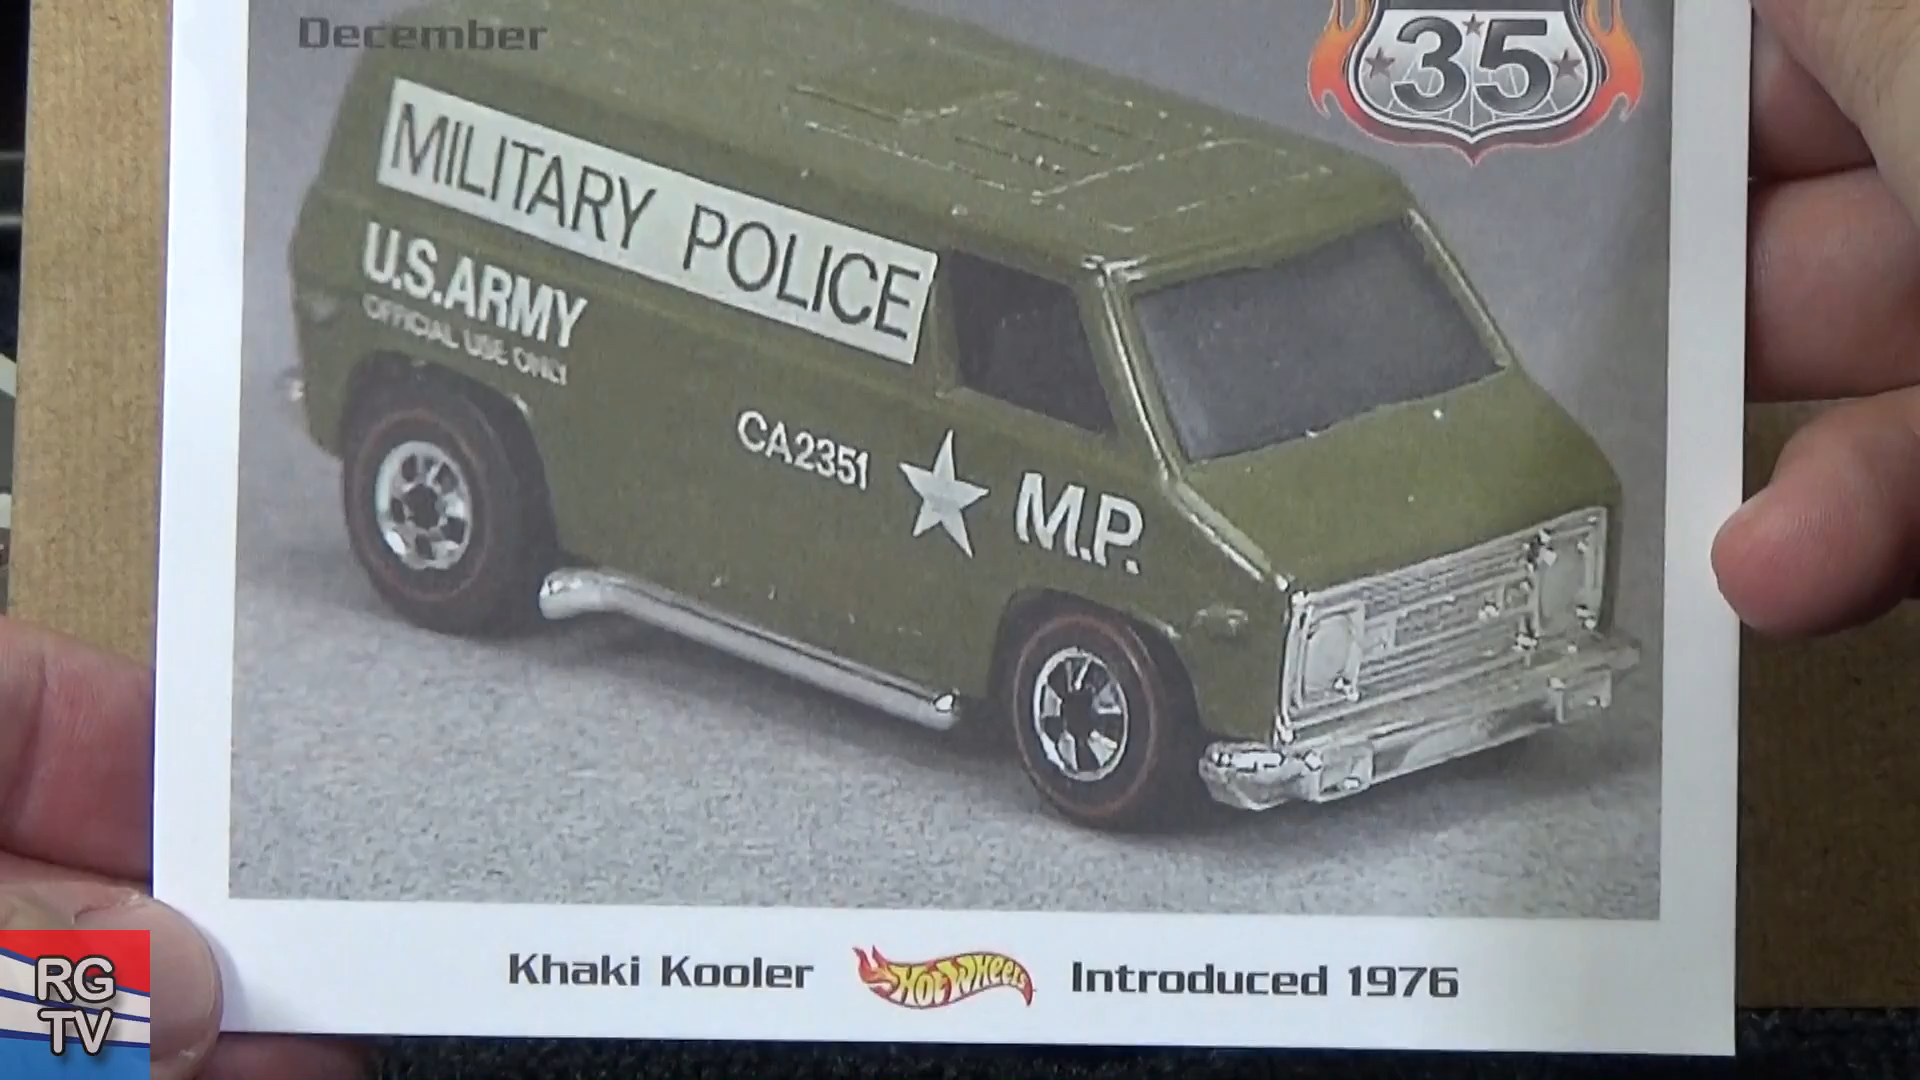 December
35
MILITARY POLICE
U.S.ARMY
OFFICIAL USE ONLY
CA2351
M.P.
Khaki Kooler
HOT WHEELS
Introduced 1976
RG
TV